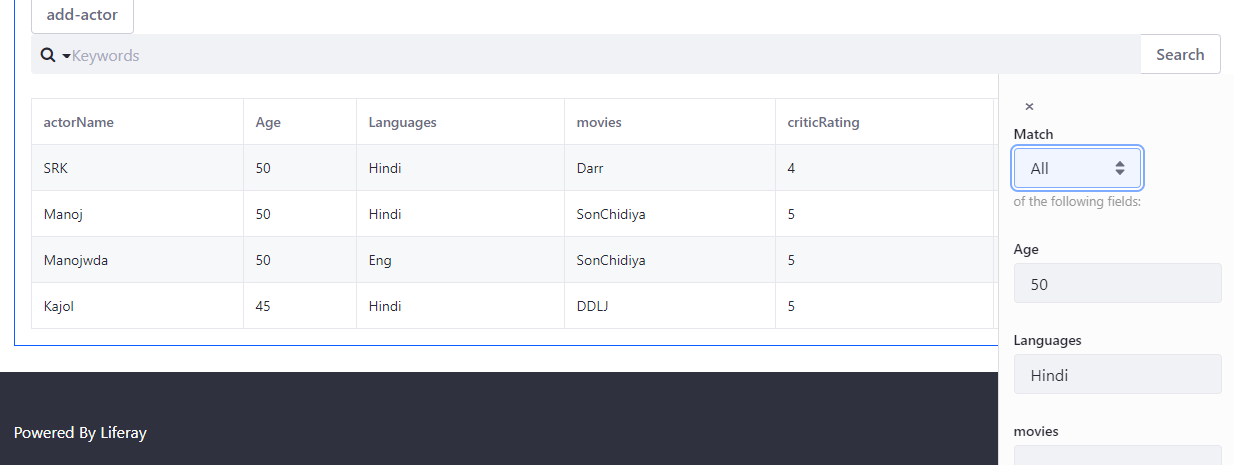 add-actor
Keywords
Search
actorName Age Languages movies criticRating
SRK 50 Hindi Darr 4
Manoj 50 Hindi SonChidiya 5
Manojwda 50 Eng SonChidiya 5
Kajol 45 Hindi DDLJ 5
×
Match
All
of the following fields:
Age
50
Languages
Hindi
movies
Powered By Liferay